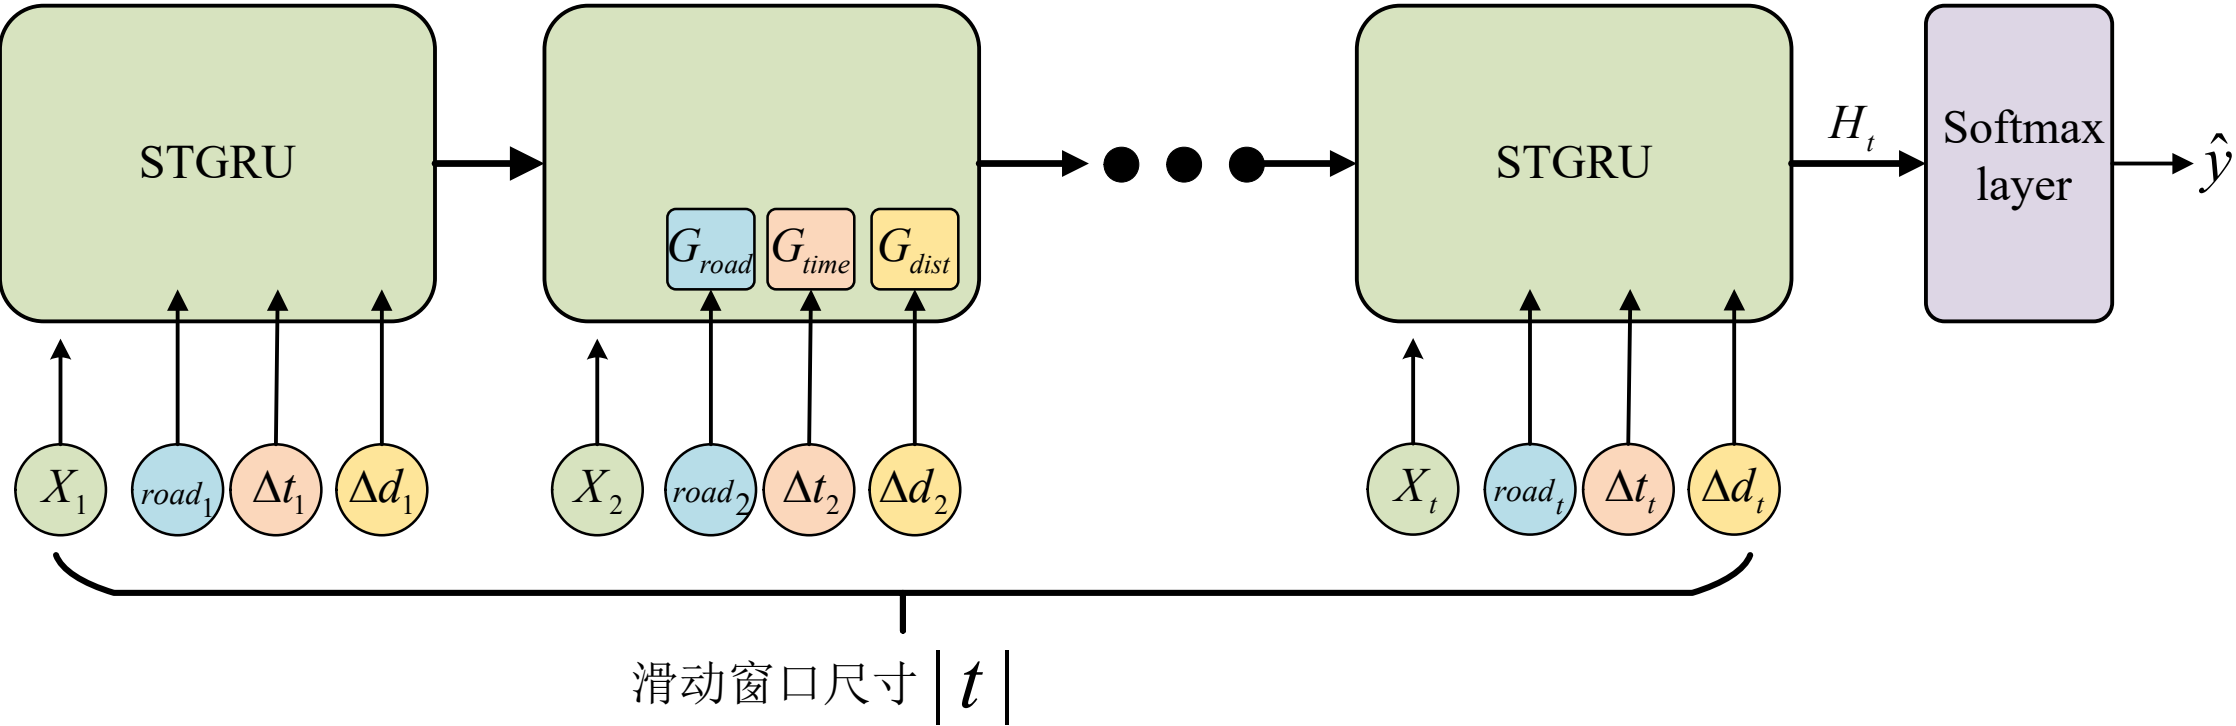 STGRU
G_road G_time G_dist
STGRU
H_t
Softmax
layer
ŷ
X_1 road_1 Δt_1 Δd_1
X_2 road_2 Δt_2 Δd_2
X_t road_t Δt_t Δd_t
滑动窗口尺寸 |t|